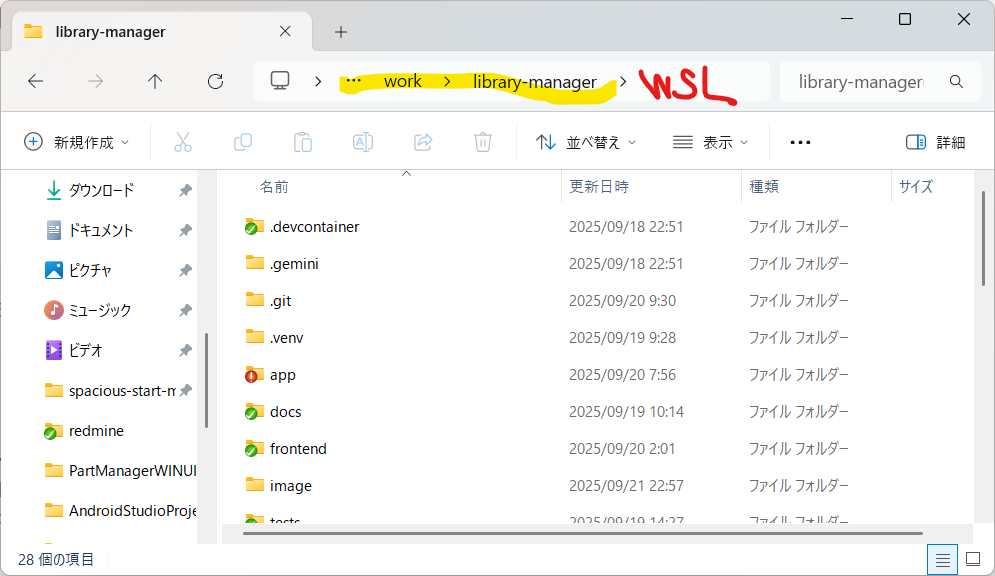 library-manager
… work library-manager WSL library-manager
新規作成 並べ替え 表示 詳細
名前 更新日時 種類 サイズ
ダウンロード
ドキュメント
ピクチャ
ミュージック
ビデオ
spacious-start-m
redmine
PartManagerWINUI
AndroidStudioProje
.devcontainer 2025/09/18 22:51 ファイル フォルダー
.gemini 2025/09/18 22:51 ファイル フォルダー
.git 2025/09/20 9:30 ファイル フォルダー
.venv 2025/09/19 9:28 ファイル フォルダー
app 2025/09/20 7:56 ファイル フォルダー
docs 2025/09/19 10:14 ファイル フォルダー
frontend 2025/09/20 2:01 ファイル フォルダー
image 2025/09/21 22:57 ファイル フォルダー
tests 2025/09/19 14:27 ファイル フォルダー
28 個の項目